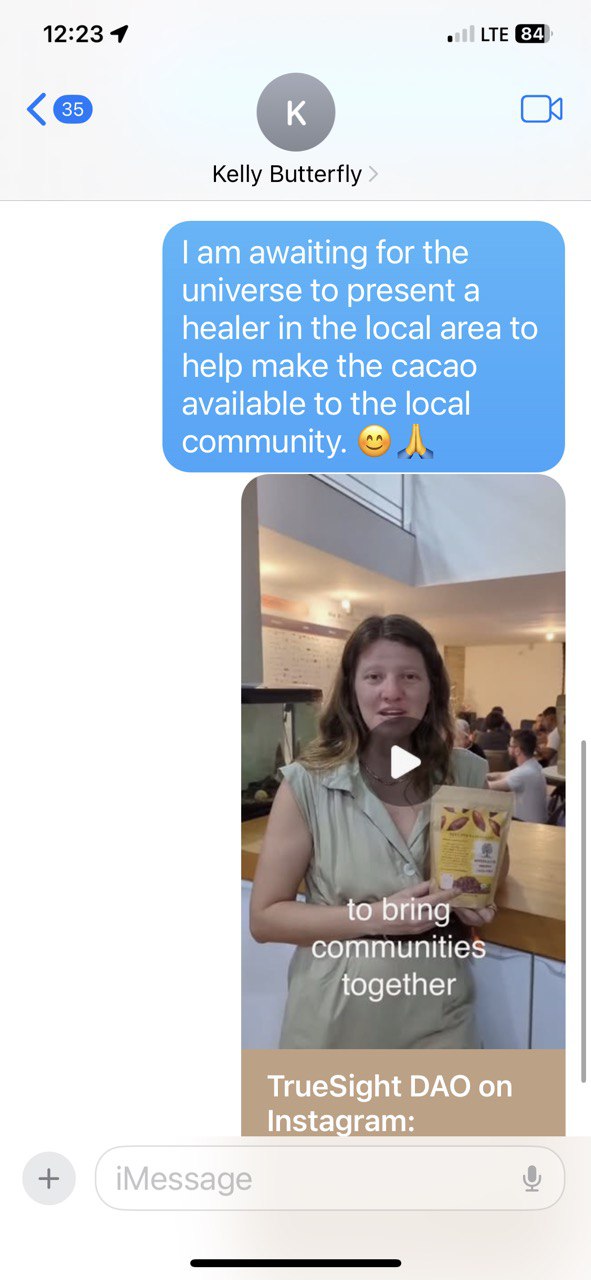 12:23
LTE 84
35
K
Kelly Butterfly
I am awaiting for the
universe to present a
healer in the local area to
help make the cacao
available to the local
community. 😊🙏
to bring
communities
together
TrueSight DAO on
Instagram:
iMessage